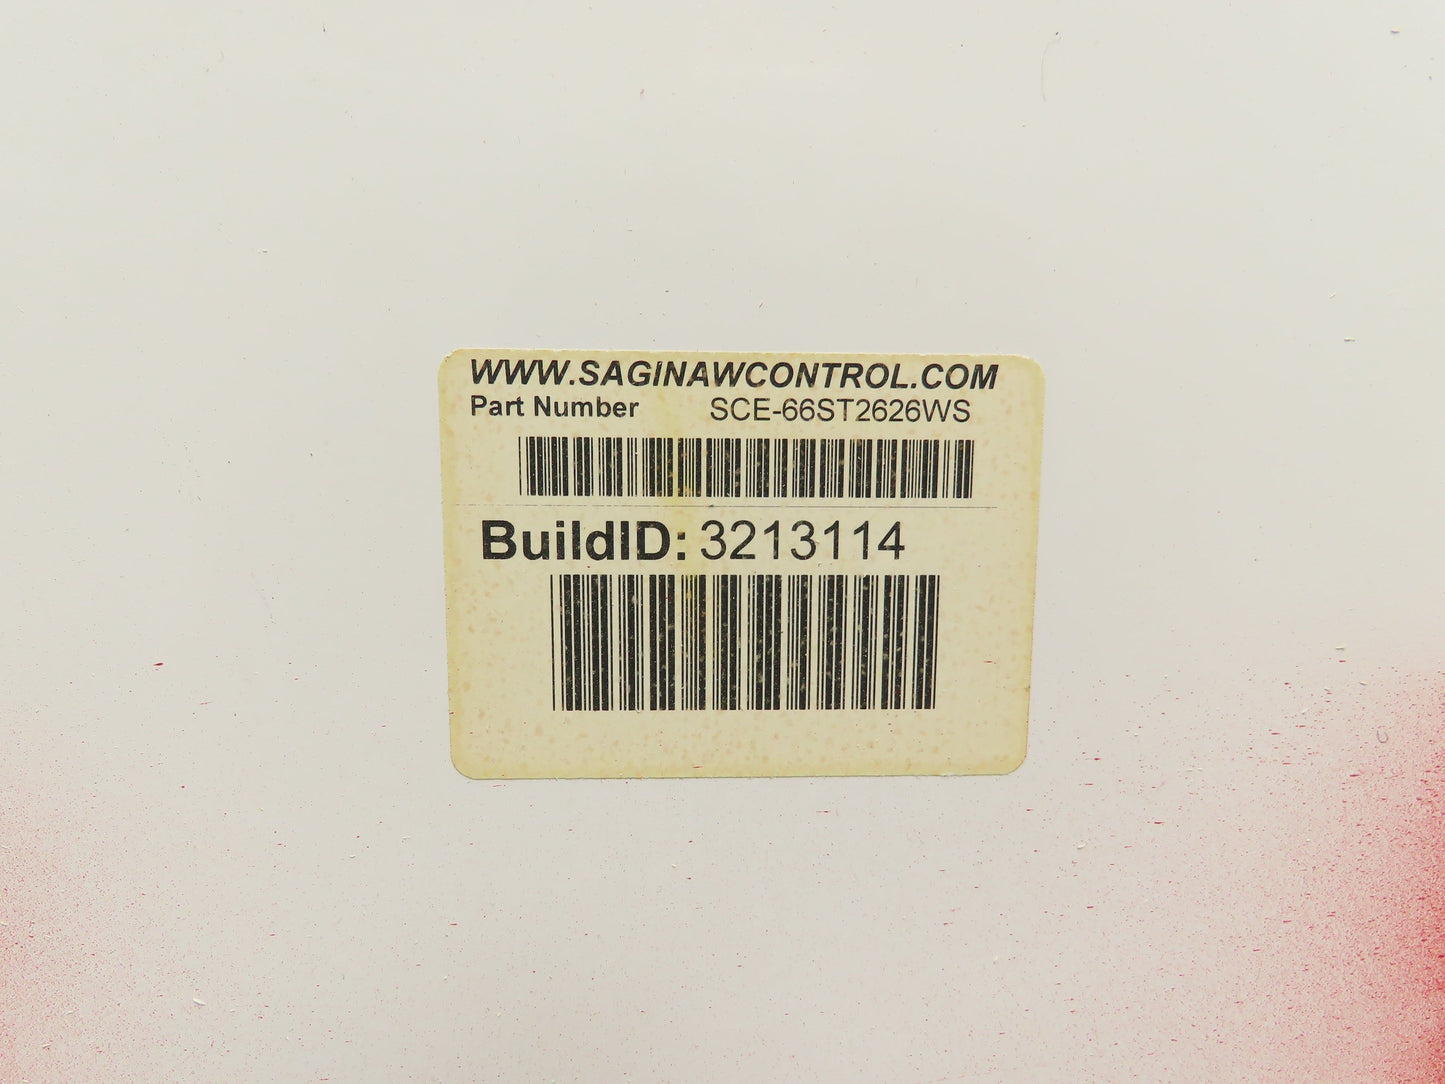 WWW.SAGINAWCONTROL.COM
Part Number SCE-66ST2626WS
BuildID: 3213114